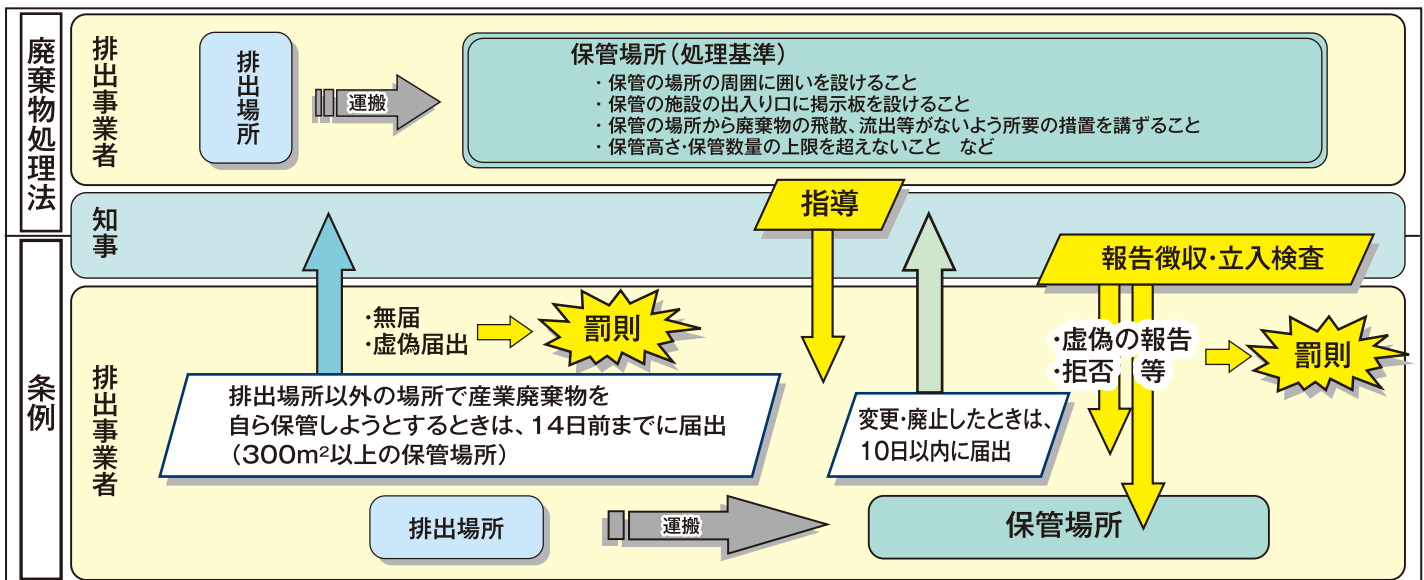 廃棄物処理法
排出事業者
排出場所
運搬
保管場所（処理基準）
・保管の場所の周囲に囲いを設けること
・保管の施設の出入り口に掲示板を設けること
・保管の場所から廃棄物の飛散、流出等がないよう所要の措置を講ずること
・保管高さ・保管数量の上限を超えないこと　など
知事
指導
報告徴収・立入検査
条例
排出事業者
・無届
・虚偽届出
罰則
・虚偽の報告
・拒否　等
罰則
排出場所以外の場所で産業廃棄物を
自ら保管しようとするときは、14日前までに届出
（300m²以上の保管場所）
変更・廃止したときは、
10日以内に届出
排出場所
運搬
保管場所